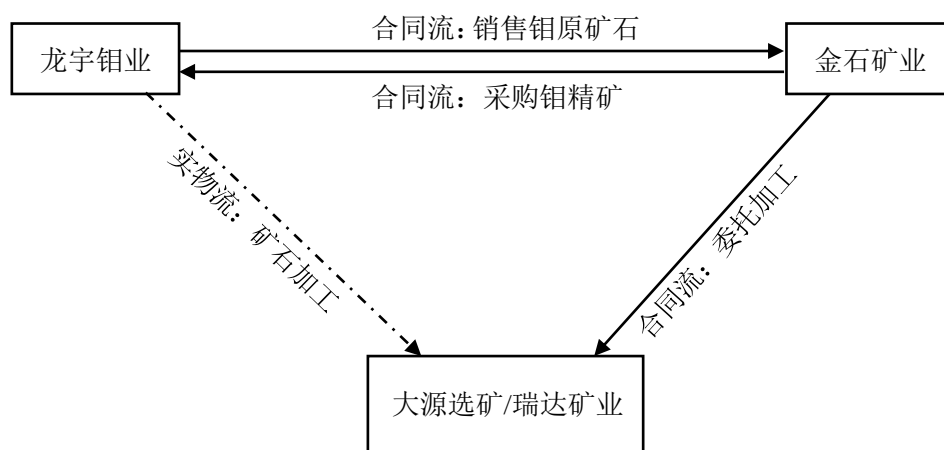 合同流：销售钼原矿石
龙宇钼业
金石矿业
合同流：采购钼精矿
实物流：矿石加工
合同流：委托加工
大源选矿/瑞达矿业